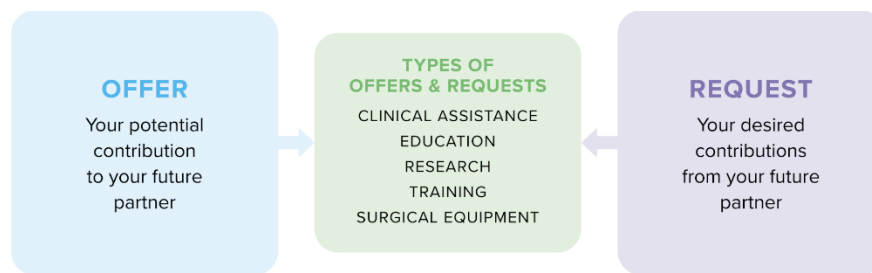 OFFER
Your potential
contribution
to your future
partner
TYPES OF
OFFERS & REQUESTS
CLINICAL ASSISTANCE
EDUCATION
RESEARCH
TRAINING
SURGICAL EQUIPMENT
REQUEST
Your desired
contributions
from your future
partner